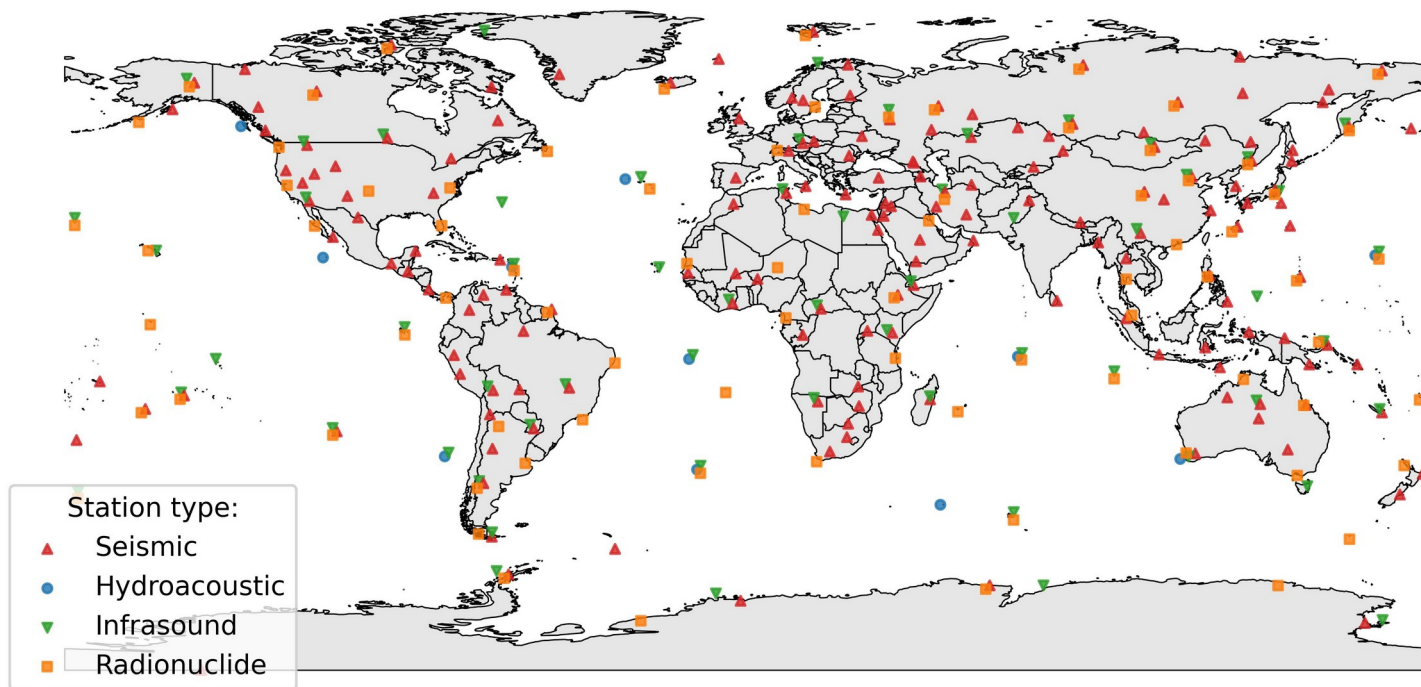 Station type:
Seismic
Hydroacoustic
Infrasound
Radionuclide